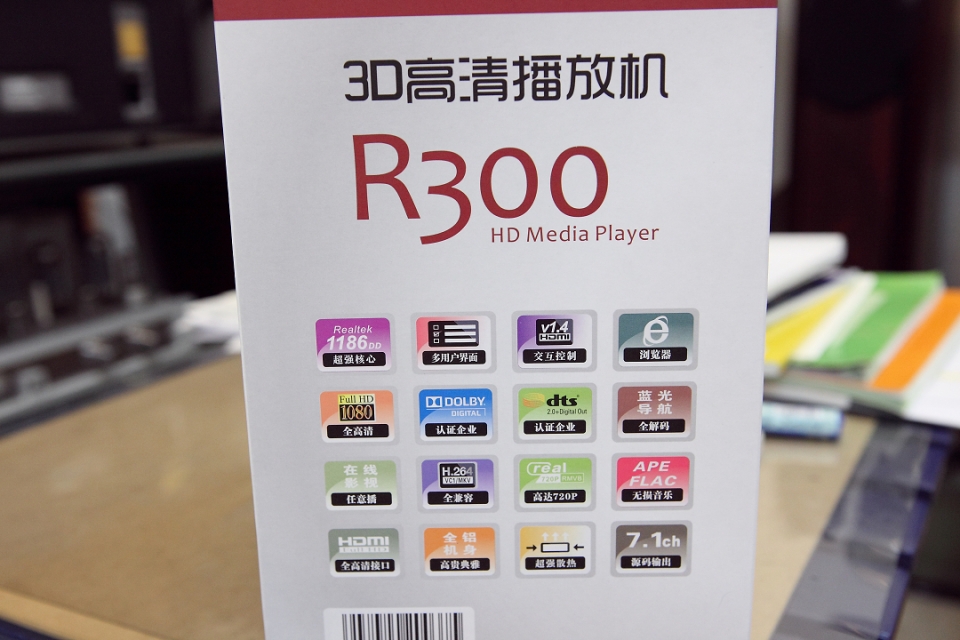 3D高清播放机
R300
HD Media Player
Realtek
1186DD
超强核心
多用户界面
v1.4
HDMI
交互控制
浏览器
Full HD
1080
全高清
DOLBY
DIGITAL
认证企业
dts
2.0+Digital Out
认证企业
蓝光
导航
全解码
在线
影视
任意播
H.264
VC1/MKV
全兼容
real
720P RMVB
高达720P
APE
FLAC
无损音乐
HDMI
Full HD
全高清接口
全铝
机身
高贵典雅
超强散热
7.1ch
源码输出